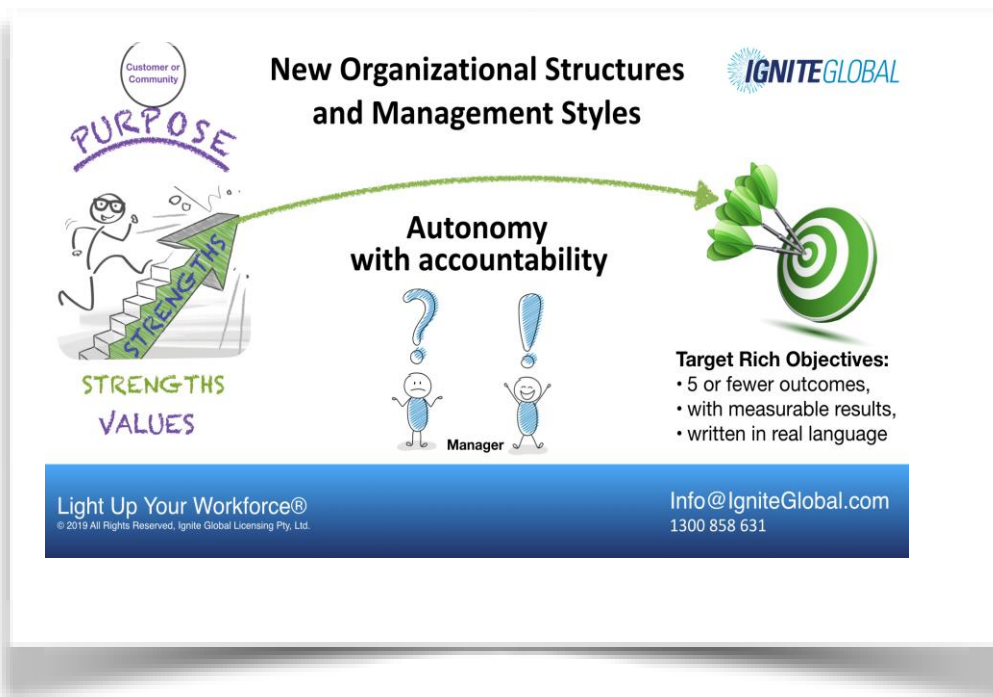 Customer or
Community
PURPOSE
New Organizational Structures
and Management Styles
IGNITEGLOBAL
STRENGTHS
STRENGTHS
VALUES
Autonomy
with accountability
?
!
Manager
Target Rich Objectives:
• 5 or fewer outcomes,
• with measurable results,
• written in real language
Light Up Your Workforce®
© 2019 All Rights Reserved, Ignite Global Licensing Pty, Ltd.
Info@IgniteGlobal.com
1300 858 631